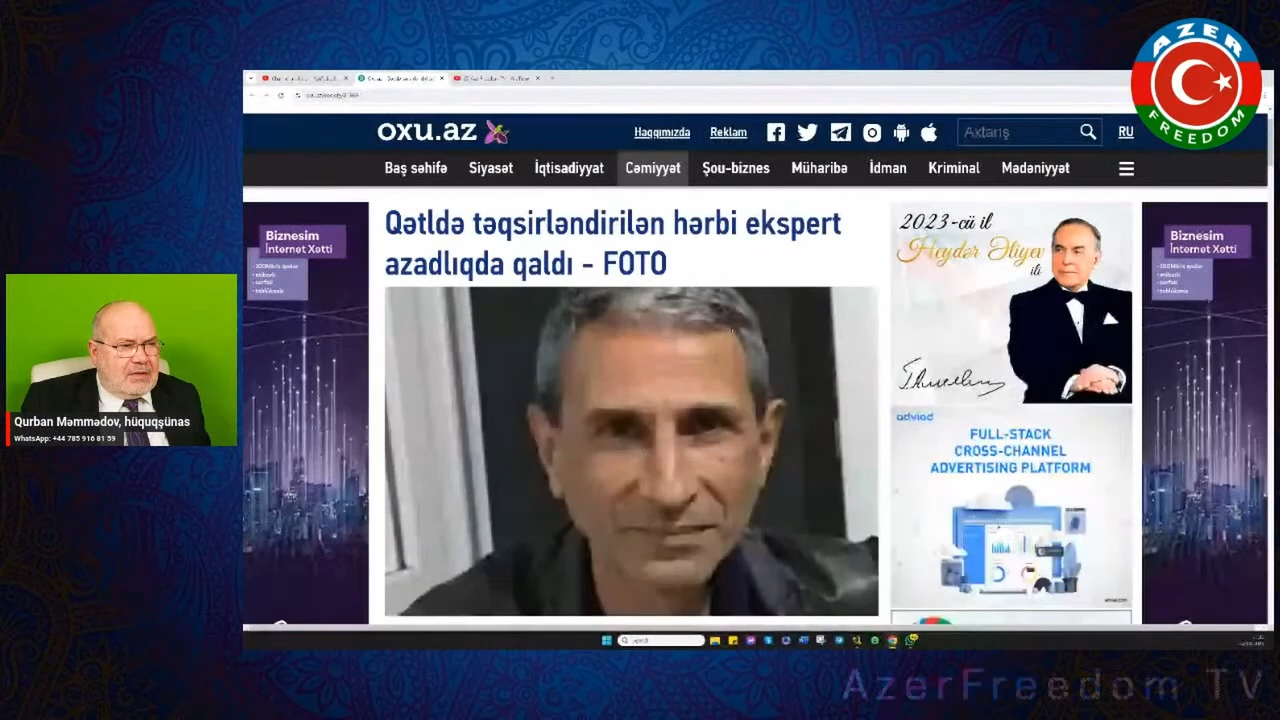 AZER
FREEDOM
oxu.az
Haqqımızda
Reklam
Axtarış
RU
Baş səhifə
Siyasət
İqtisadiyyat
Cəmiyyət
Şou-biznes
Müharibə
İdman
Kriminal
Mədəniyyət
Qətldə təqsirləndirilən hərbi ekspert
azadlıqda qaldı - FOTO
Biznesim
İnternet Xətti
2023-cü il
Heydər Əliyev
ili
Biznesim
İnternet Xətti
Qurban Məmmədov, hüquqşünas
WhatsApp: +44 785 916 81 59
adviad
FULL-STACK
CROSS-CHANNEL
ADVERTISING PLATFORM
AzerFreedom TV